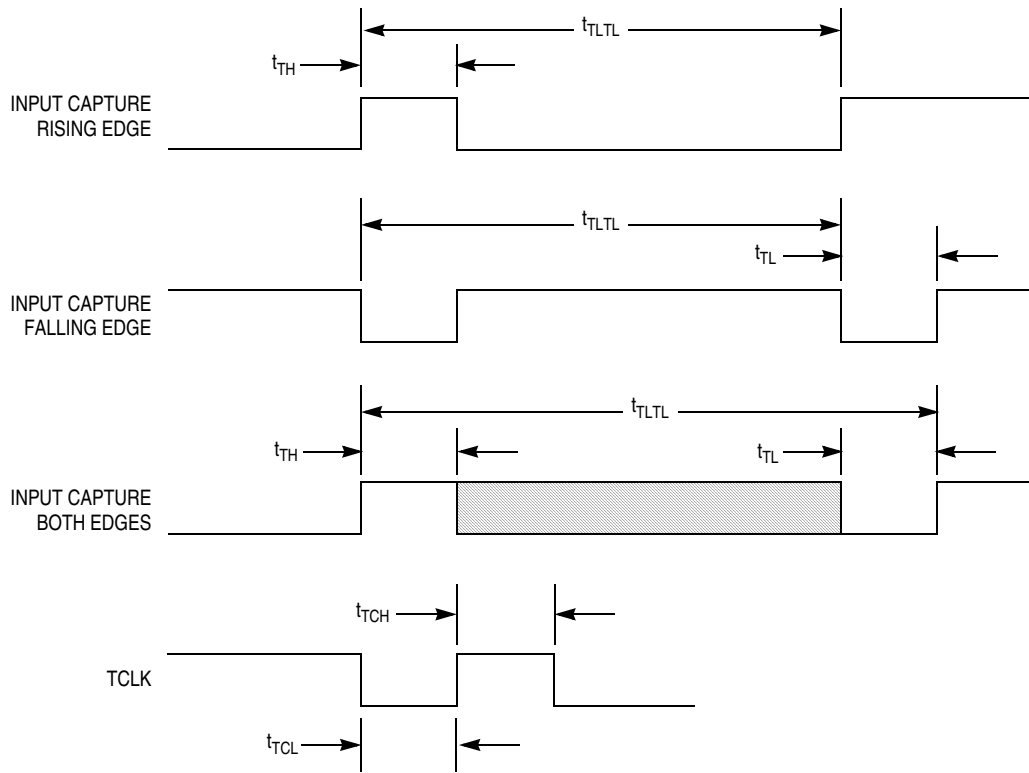 tTLTL
tTH
INPUT CAPTURE
RISING EDGE
tTLTL
tTL
INPUT CAPTURE
FALLING EDGE
tTLTL
tTH
tTL
INPUT CAPTURE
BOTH EDGES
tTCH
TCLK
tTCL